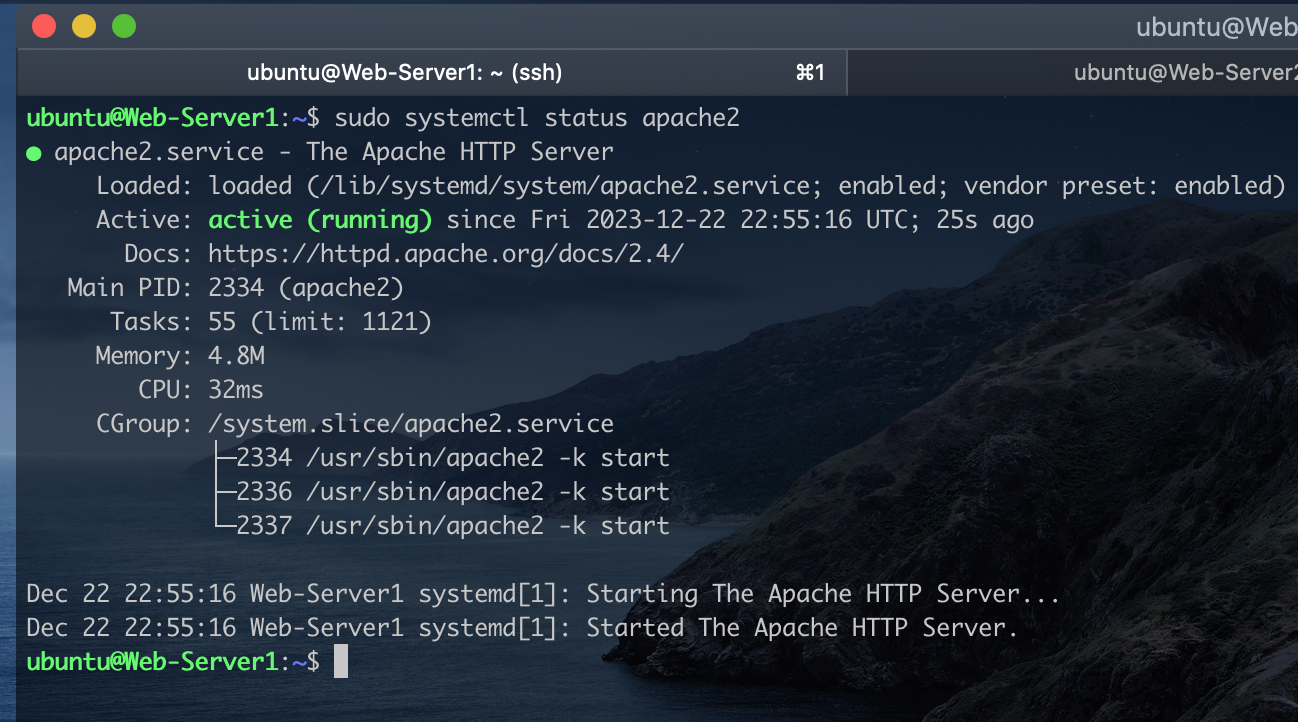 ubuntu@Web
ubuntu@Web-Server1: ~ (ssh) ⌘1 ubuntu@Web-Server2
ubuntu@Web-Server1:~$ sudo systemctl status apache2
● apache2.service - The Apache HTTP Server
Loaded: loaded (/lib/systemd/system/apache2.service; enabled; vendor preset: enabled)
Active: active (running) since Fri 2023-12-22 22:55:16 UTC; 25s ago
Docs: https://httpd.apache.org/docs/2.4/
Main PID: 2334 (apache2)
Tasks: 55 (limit: 1121)
Memory: 4.8M
CPU: 32ms
CGroup: /system.slice/apache2.service
├─2334 /usr/sbin/apache2 -k start
├─2336 /usr/sbin/apache2 -k start
└─2337 /usr/sbin/apache2 -k start
Dec 22 22:55:16 Web-Server1 systemd[1]: Starting The Apache HTTP Server...
Dec 22 22:55:16 Web-Server1 systemd[1]: Started The Apache HTTP Server.
ubuntu@Web-Server1:~$